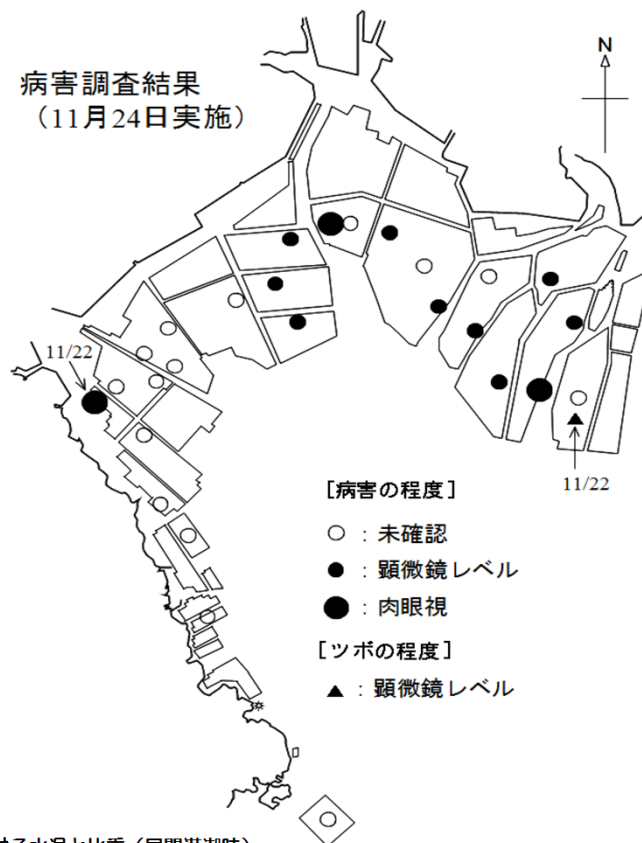 病害調査結果
（11月24日実施）
N
11/22
11/22
［病害の程度］
○：未確認
●：顕微鏡レベル
●：肉眼視
［ツボの程度］
▲：顕微鏡レベル